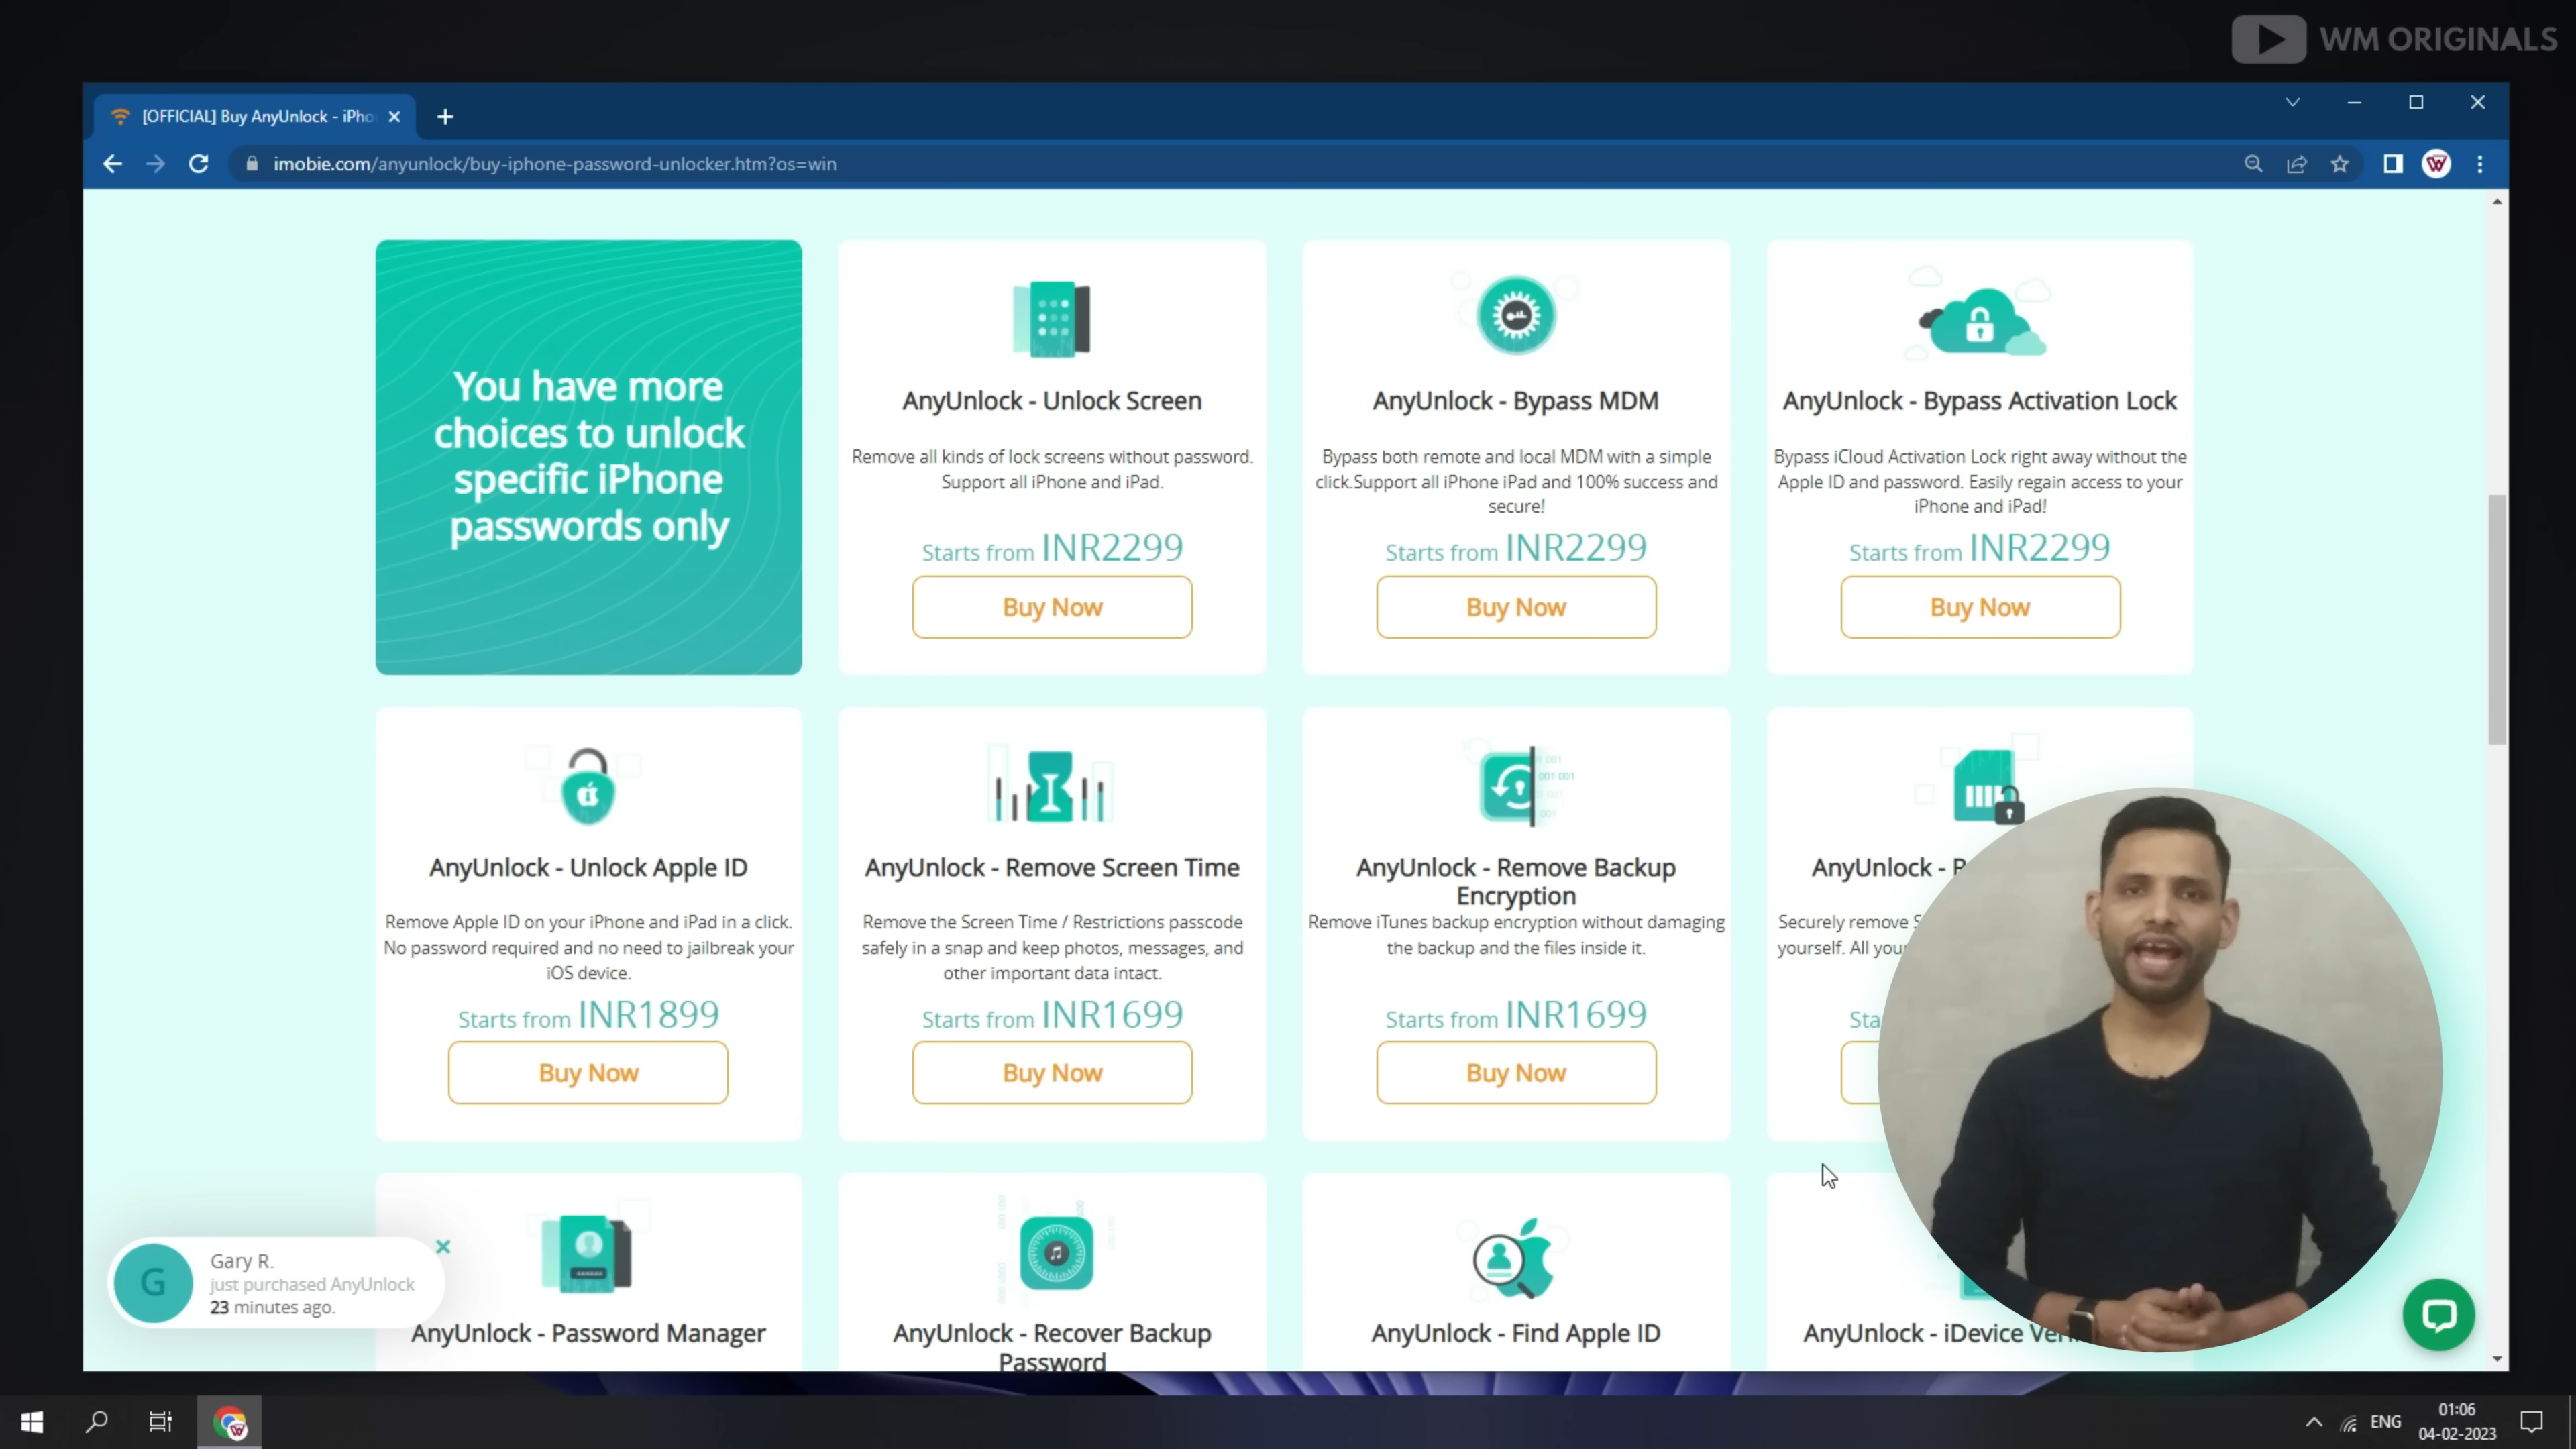 WM ORIGINALS
[OFFICIAL] Buy AnyUnlock - iPho
imobie.com/anyunlock/buy-iphone-password-unlocker.htm?os=win
You have more
choices to unlock
specific iPhone
passwords only
AnyUnlock - Unlock Screen
Remove all kinds of lock screens without password.
Support all iPhone and iPad.
Starts from INR2299
Buy Now
AnyUnlock - Bypass MDM
Bypass both remote and local MDM with a simple
click.Support all iPhone iPad and 100% success and
secure!
Starts from INR2299
Buy Now
AnyUnlock - Bypass Activation Lock
Bypass iCloud Activation Lock right away without the
Apple ID and password. Easily regain access to your
iPhone and iPad!
Starts from INR2299
Buy Now
AnyUnlock - Unlock Apple ID
Remove Apple ID on your iPhone and iPad in a click.
No password required and no need to jailbreak your
iOS device.
Starts from INR1899
Buy Now
AnyUnlock - Remove Screen Time
Remove the Screen Time / Restrictions passcode
safely in a snap and keep photos, messages, and
other important data intact.
Starts from INR1699
Buy Now
AnyUnlock - Remove Backup
Encryption
Remove iTunes backup encryption without damaging
the backup and the files inside it.
Starts from INR1699
Buy Now
AnyUnlock -
Securely remove
yourself. All your
G
Gary R.
just purchased AnyUnlock
23 minutes ago.
AnyUnlock - Password Manager
AnyUnlock - Recover Backup
Password
AnyUnlock - Find Apple ID
AnyUnlock - iDevice
ENG
01:06
04-02-2023